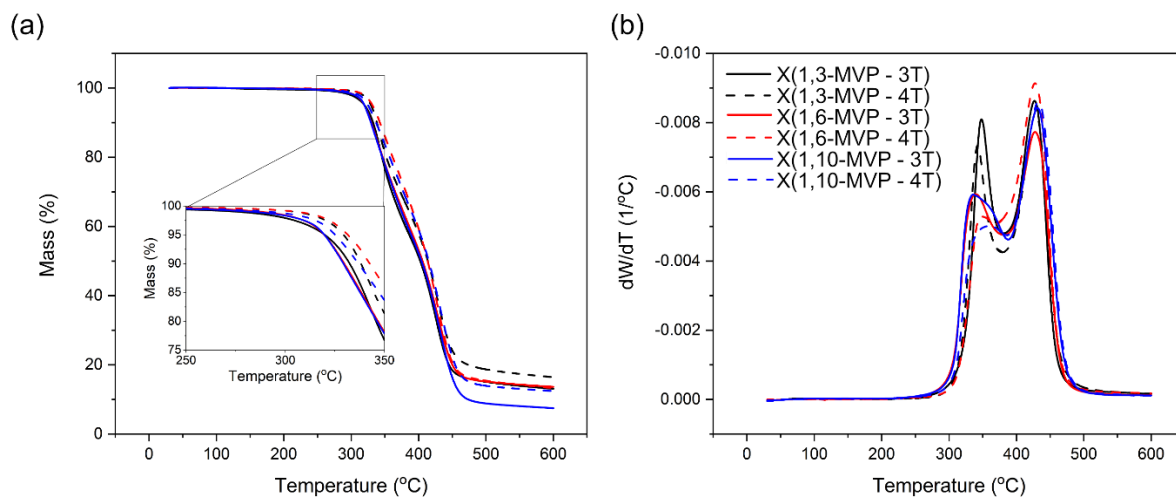 (a)
100
80
60
40
20
0
Mass (%)
0 100 200 300 400 500 600
Temperature (°C)
100
95
90
85
80
75
Mass (%)
250 300 350
Temperature (°C)
(b)
-0.010
-0.008
-0.006
-0.004
-0.002
0.000
dW/dT (1/°C)
X(1,3-MVP - 3T)
X(1,3-MVP - 4T)
X(1,6-MVP - 3T)
X(1,6-MVP - 4T)
X(1,10-MVP - 3T)
X(1,10-MVP - 4T)
0 100 200 300 400 500 600
Temperature (°C)